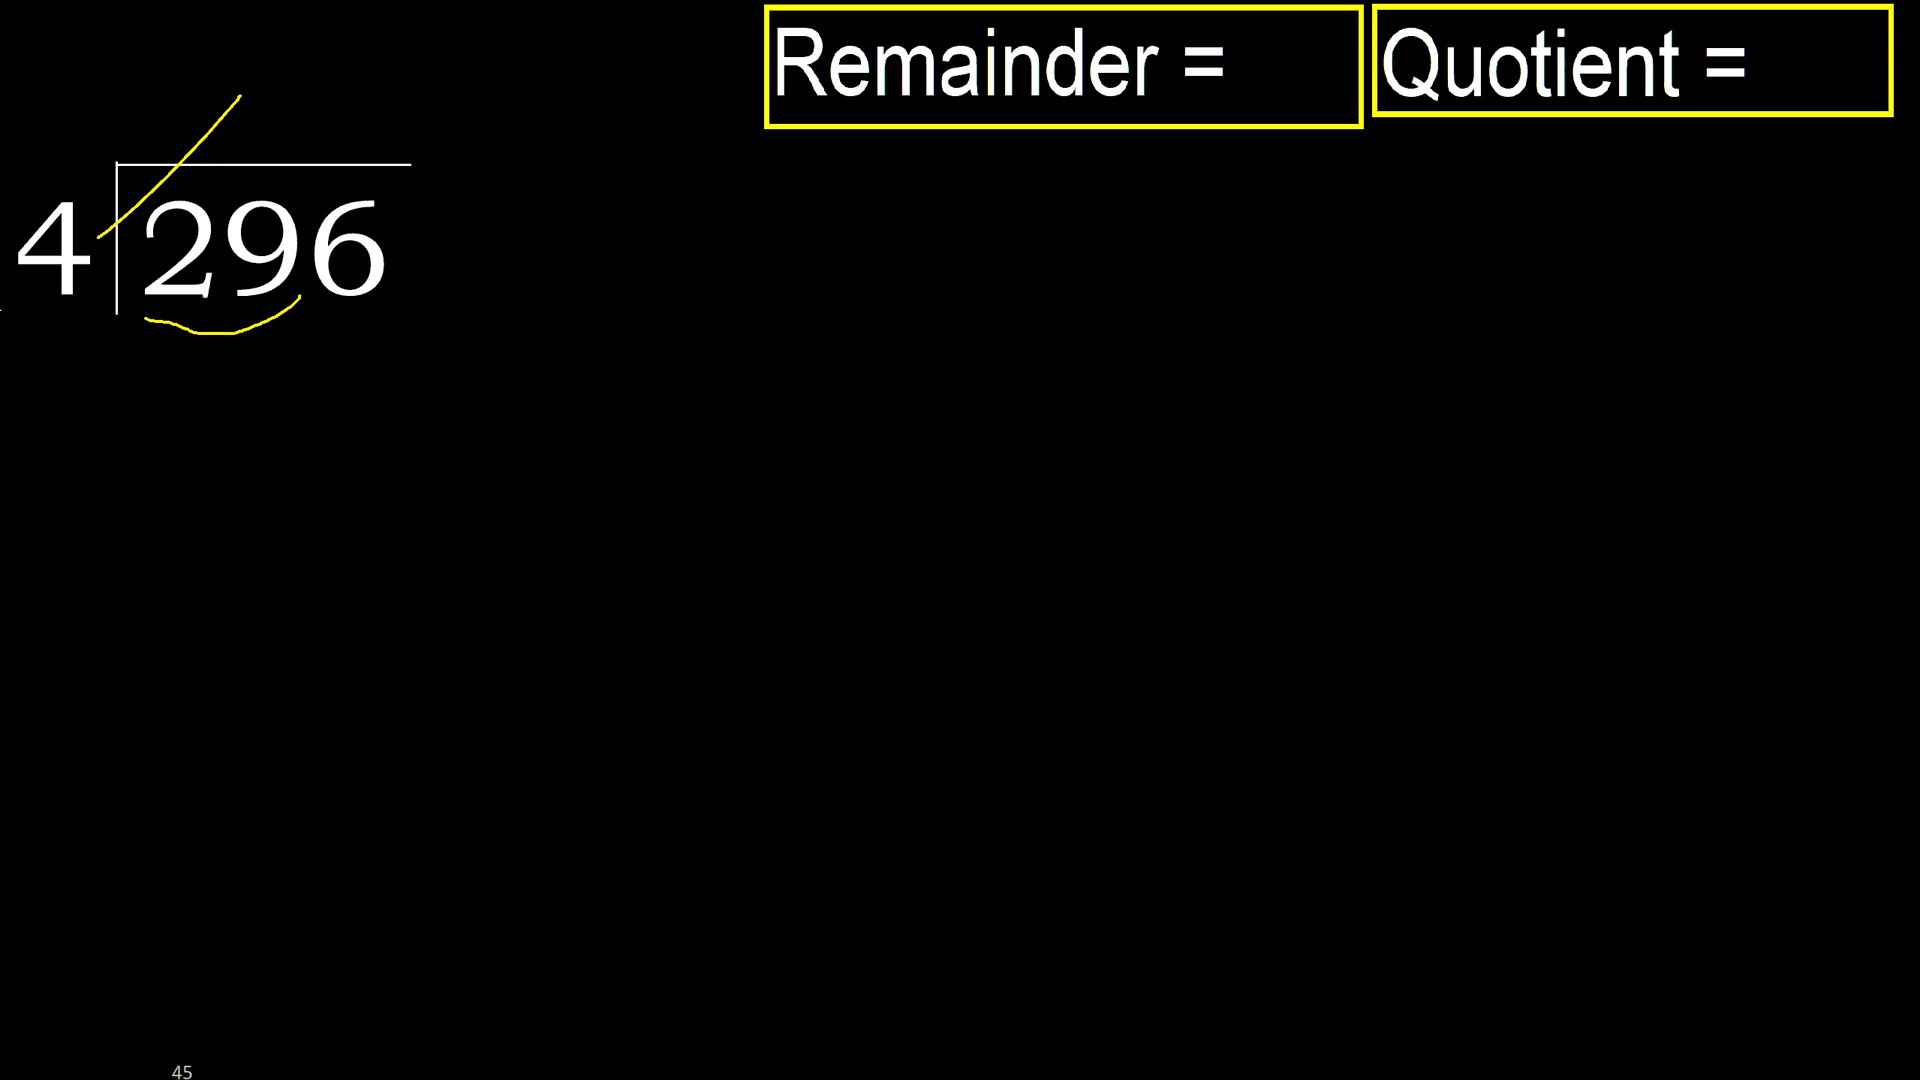 Remainder =
Quotient =
4 296
45